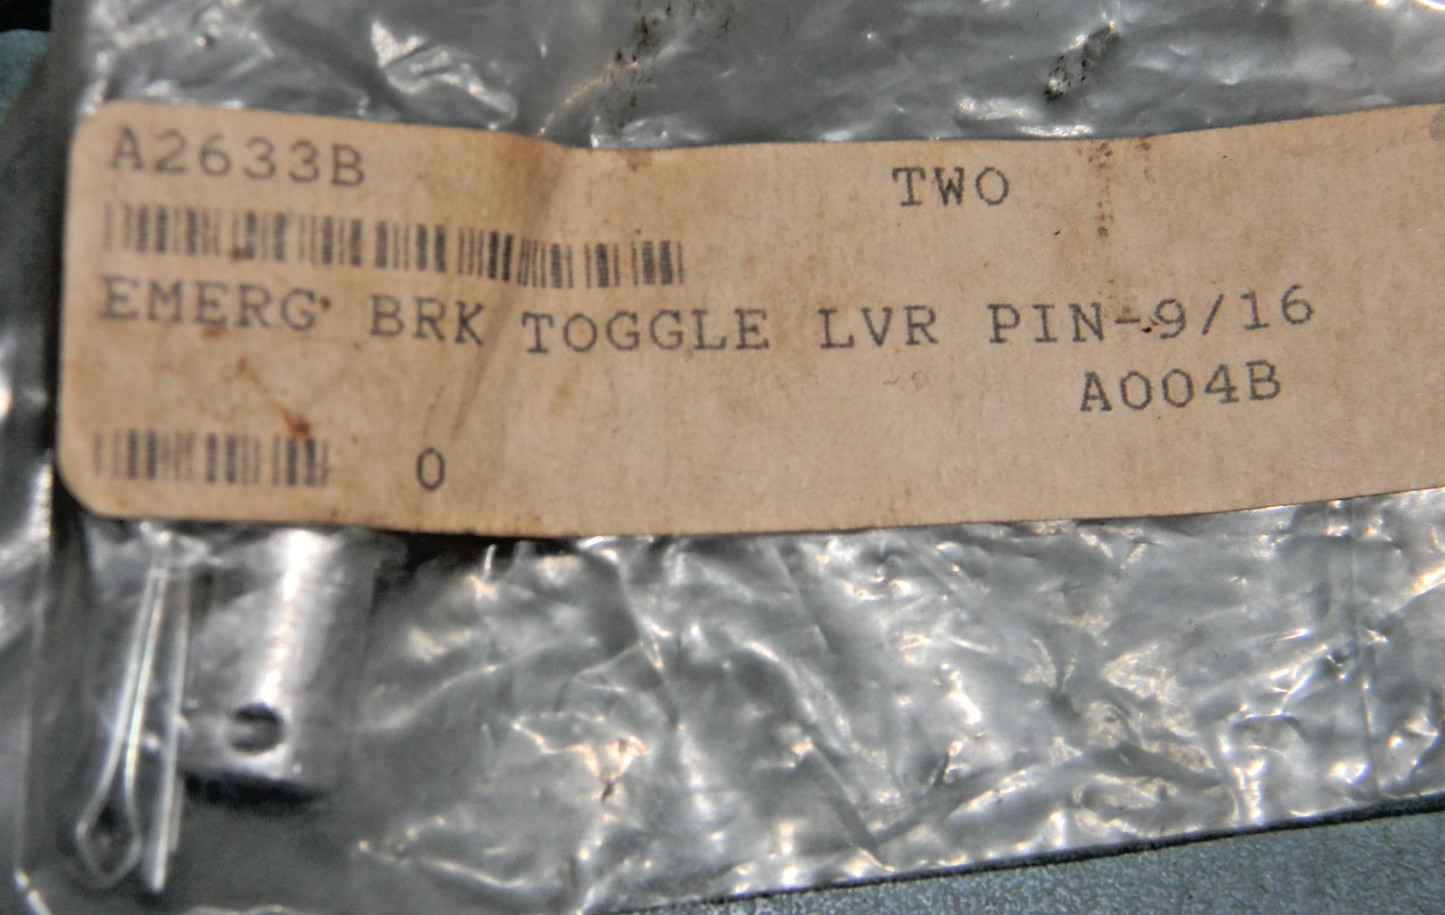 A2633B TWO
EMERG BRK TOGGLE LVR PIN-9/16
A004B
0